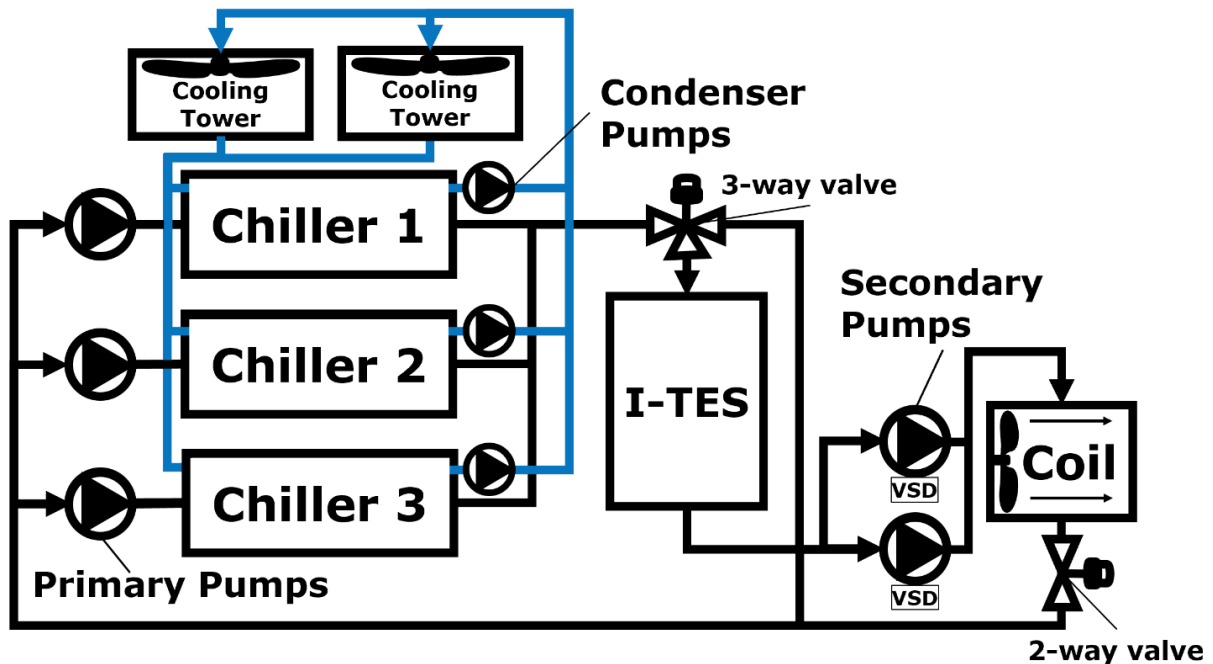 Cooling
Tower
Cooling
Tower
Condenser
Pumps
3-way valve
Chiller 1
Secondary
Pumps
Chiller 2
I-TES
Coil
VSD
Chiller 3
Primary Pumps
VSD
2-way valve